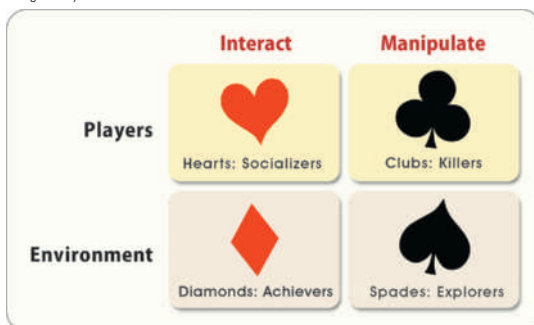 Interact Manipulate
Players
Hearts: Socializers Clubs: Killers
Environment
Diamonds: Achievers Spades: Explorers